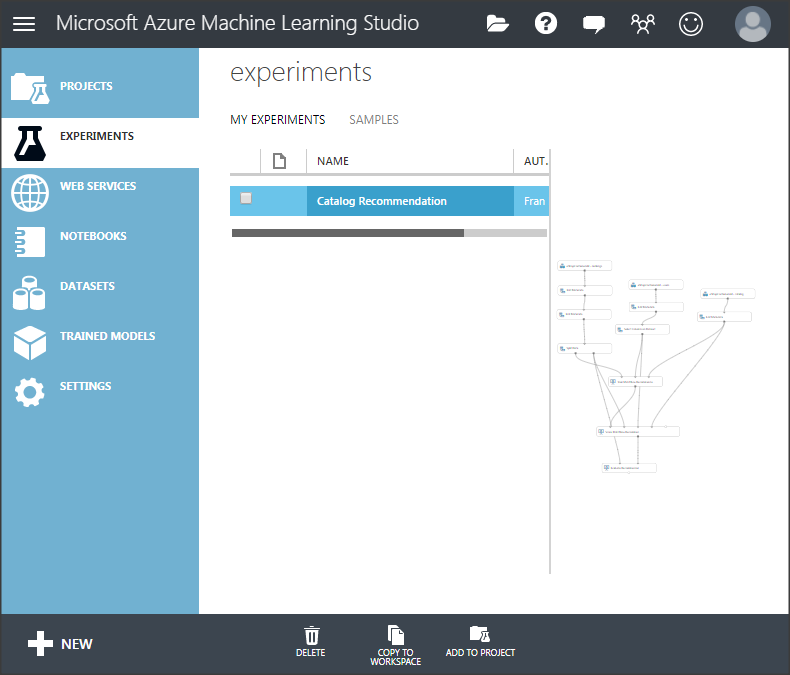 Microsoft Azure Machine Learning Studio
PROJECTS
EXPERIMENTS
WEB SERVICES
NOTEBOOKS
DATASETS
TRAINED MODELS
SETTINGS
experiments
MY EXPERIMENTS SAMPLES
NAME AUT.
Catalog Recommendation Fran
NEW
DELETE
COPY TO
WORKSPACE
ADD TO PROJECT